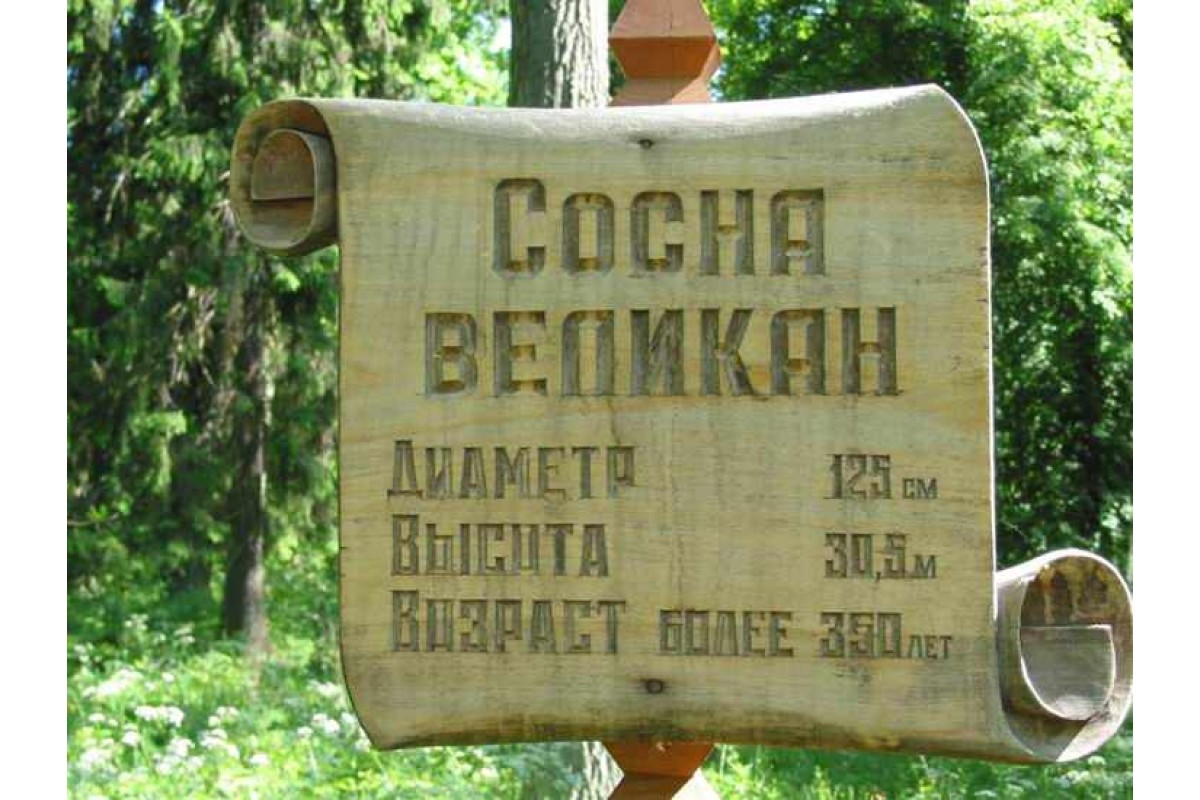 Сосна
великан
Диаметр 125 см
Высота 30,5 м
Возраст более 350 лет